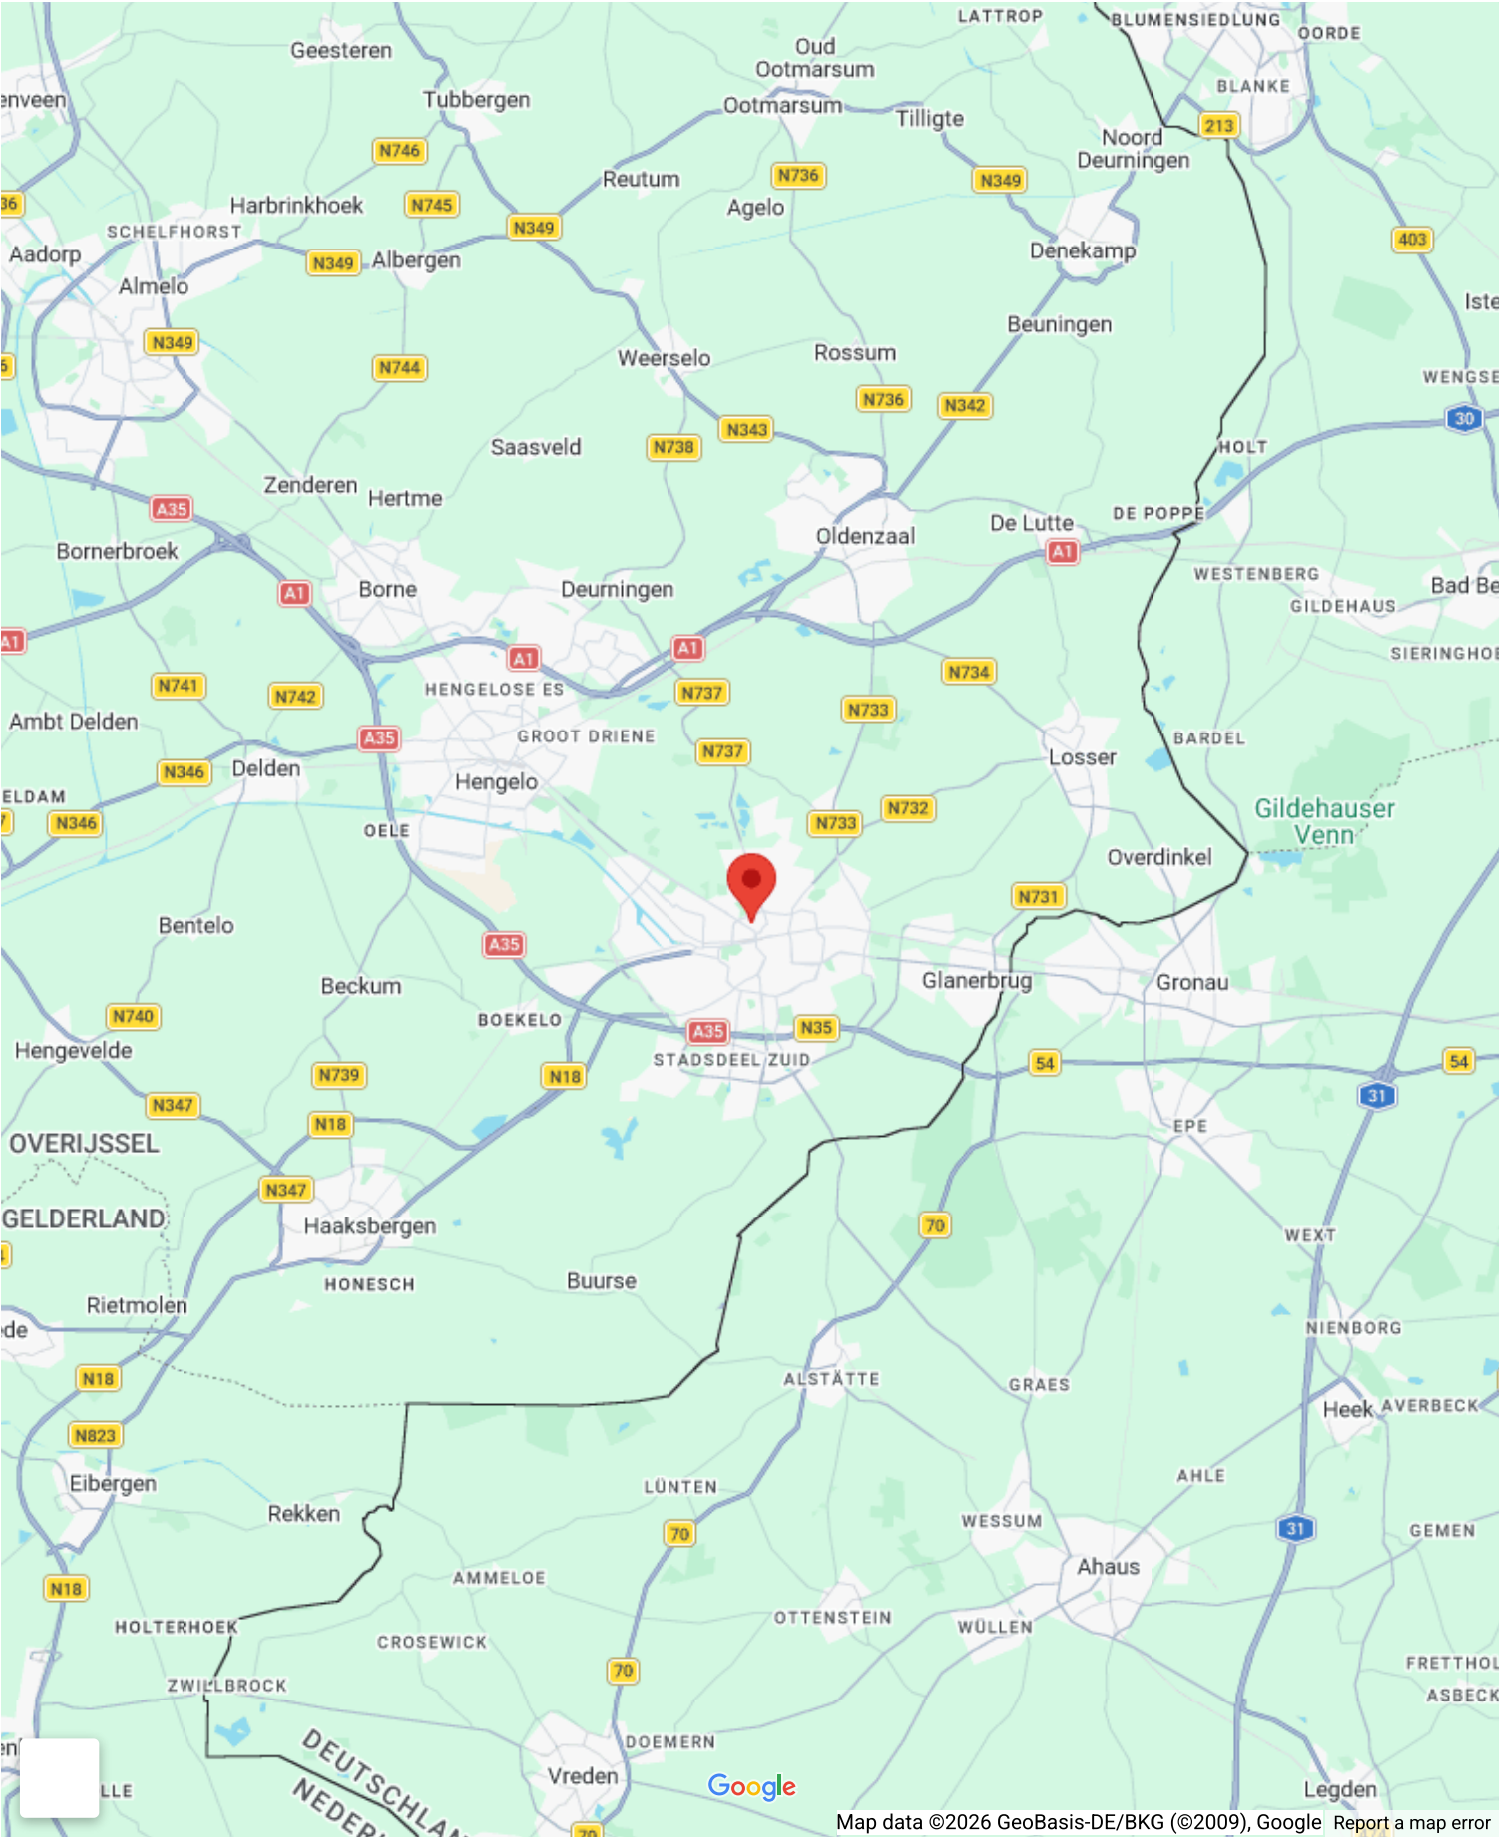 LATTROP
BLUMENSIEDLUNG
OORDE
Geesteren
Oud
Ootmarsum
BLANKE
enveen
Tubbergen
Ootmarsum
Tilligte
213
Noord
Deurningen
N746
Reutum
N736
N349
36
Harbrinkhoek
N745
Agelo
SCHELFHORST
N349
403
Aadorp
N349
Albergen
Denekamp
Almelo
Iste
Beuningen
N349
6
N744
Weerselo
Rossum
WENGSE
N736
N342
30
N343
Saasveld
N738
HOLT
Zenderen
Hertme
A35
DE POPPE
De Lutte
Oldenzaal
Bornerbroek
A1
WESTENBERG
A1
Borne
Deurningen
Bad Be
GILDEHAUS
A1
A1
A1
SIERINGHOE
N741
N742
HENGELOSE ES
N737
N734
N733
Ambt Delden
A35
GROOT DRIENE
BARDEL
N737
Losser
N346
Delden
Hengelo
ELDAM
Gildehauser
Venn
7
N346
OELE
N733
N732
Overdinkel
N731
Bentelo
A35
Beckum
Glanerbrug
Gronau
N740
BOEKELO
A35
N35
Hengevelde
STADSDEEL ZUID
54
54
N739
N18
31
N347
N18
EPE
OVERIJSSEL
N347
GELDERLAND
Haaksbergen
70
WEXT
4
HONESCH
Buurse
Rietmolen
ede
NIENBORG
N18
ALSTÄTTE
GRAES
Heek
AVERBECK
N823
Eibergen
LÜNTEN
AHLE
Rekken
WESSUM
70
31
GEMEN
Ahaus
N18
AMMELOE
HOLTERHOEK
OTTENSTEIN
WÜLLEN
CROSEWICK
FRETTHOL
70
ZWILLBROCK
ASBECK
DOEMERN
DEUTSCHLAN
Vreden
Google
LLE
NEDER
Legden
70
Map data ©2026 GeoBasis-DE/BKG (©2009), Google
Report a map error